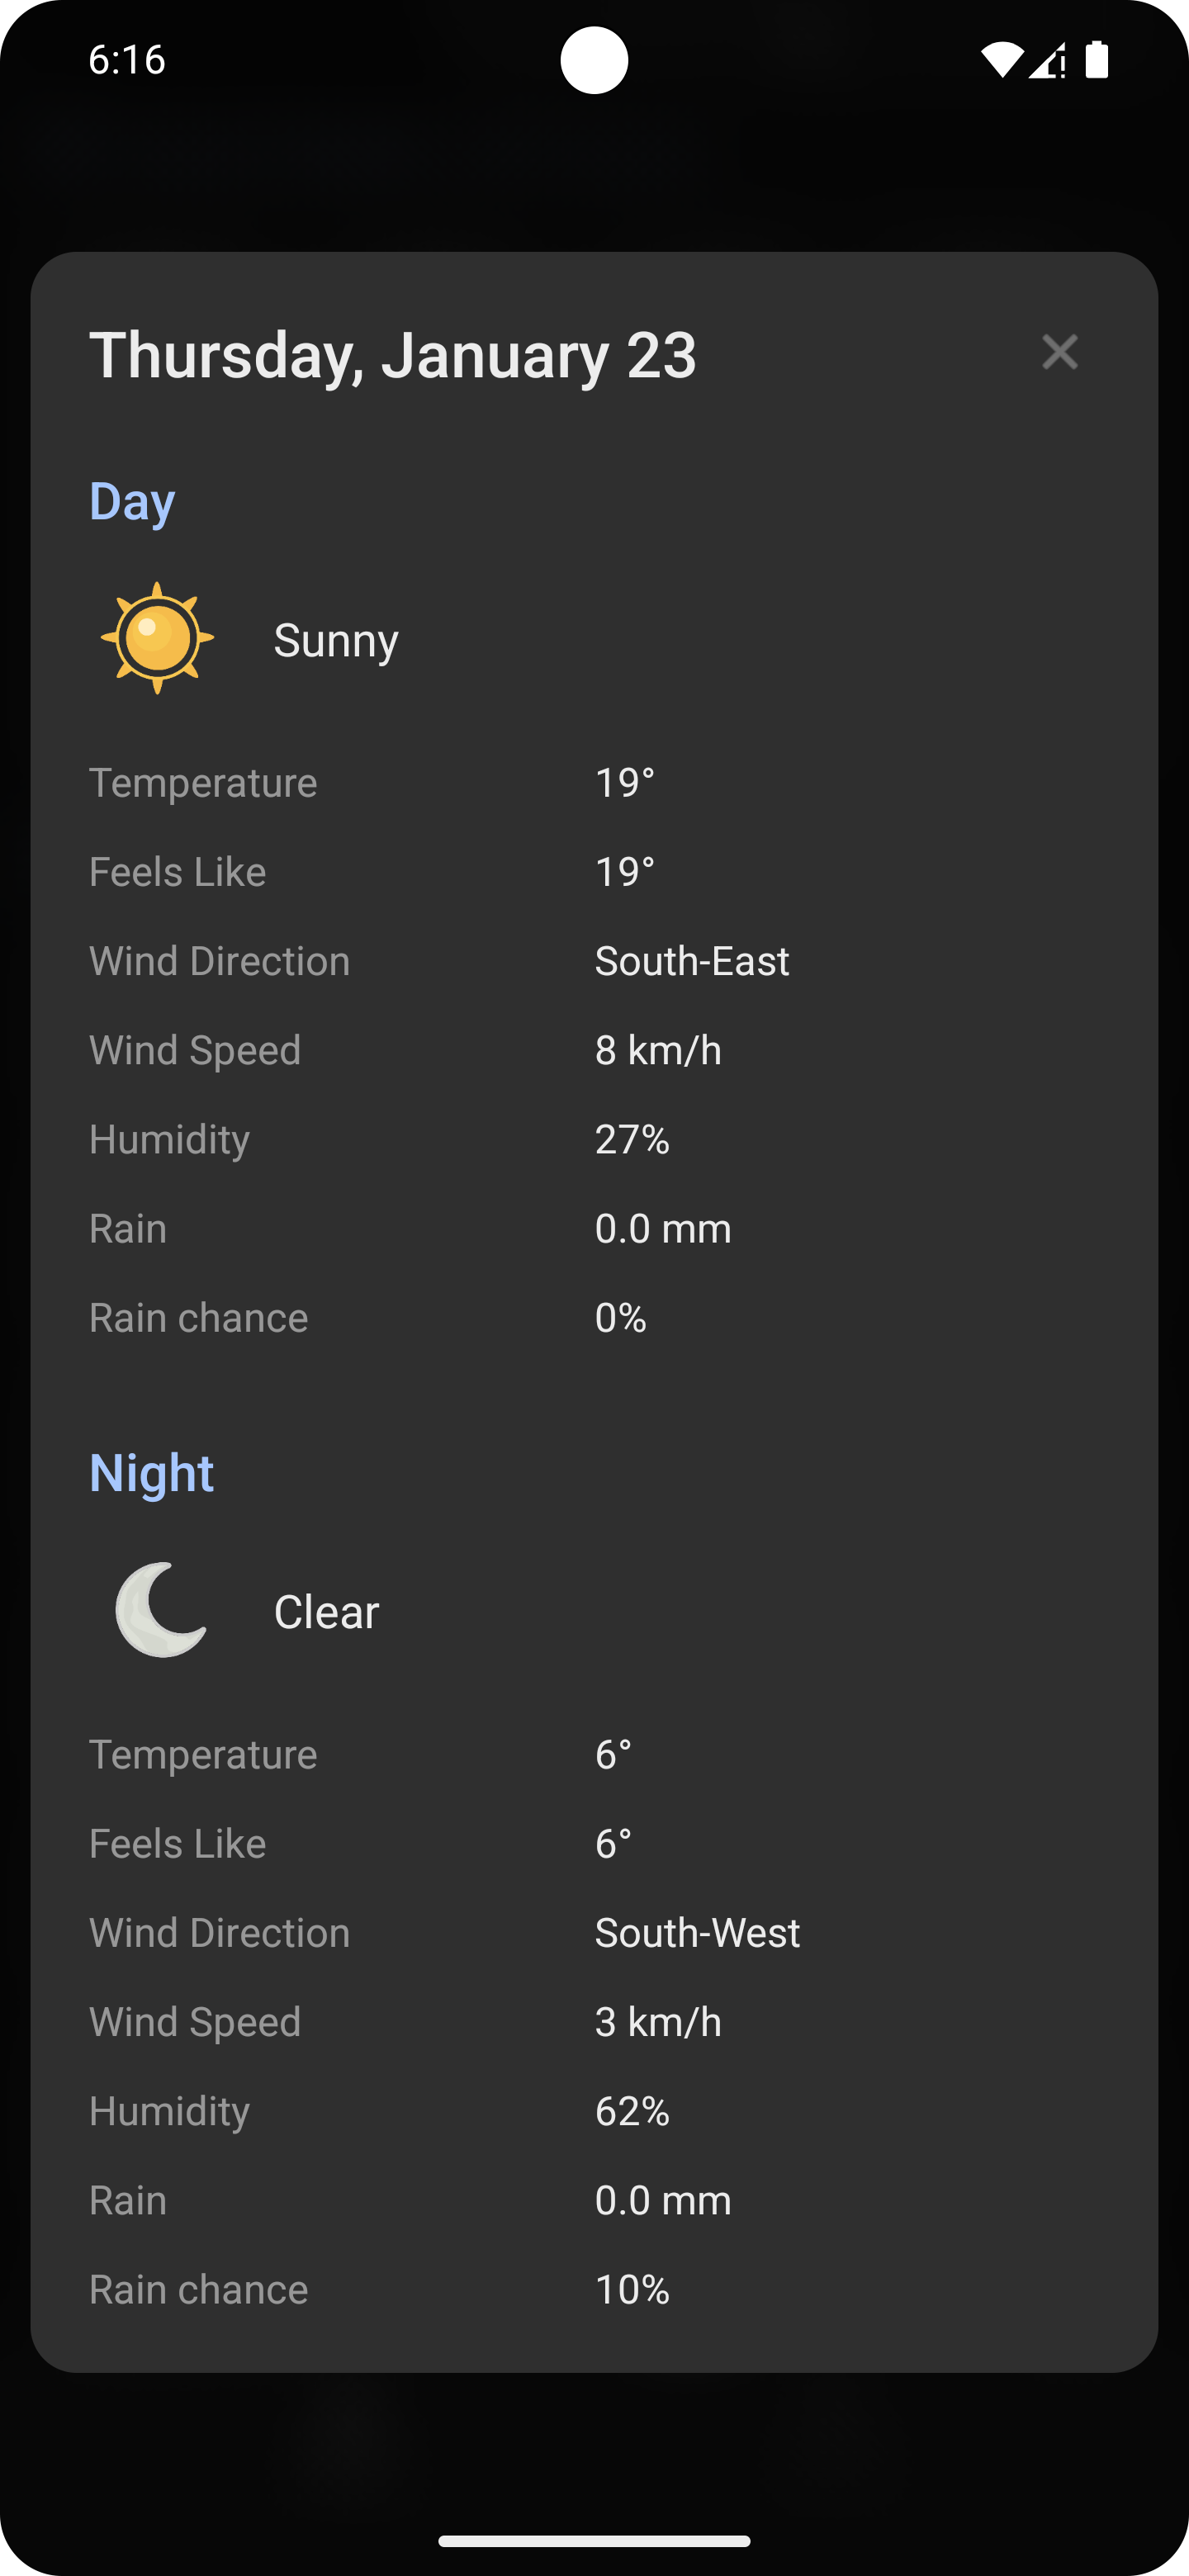 6:16
Thursday, January 23
Day
Sunny
Temperature 19°
Feels Like 19°
Wind Direction South-East
Wind Speed 8 km/h
Humidity 27%
Rain 0.0 mm
Rain chance 0%
Night
Clear
Temperature 6°
Feels Like 6°
Wind Direction South-West
Wind Speed 3 km/h
Humidity 62%
Rain 0.0 mm
Rain chance 10%